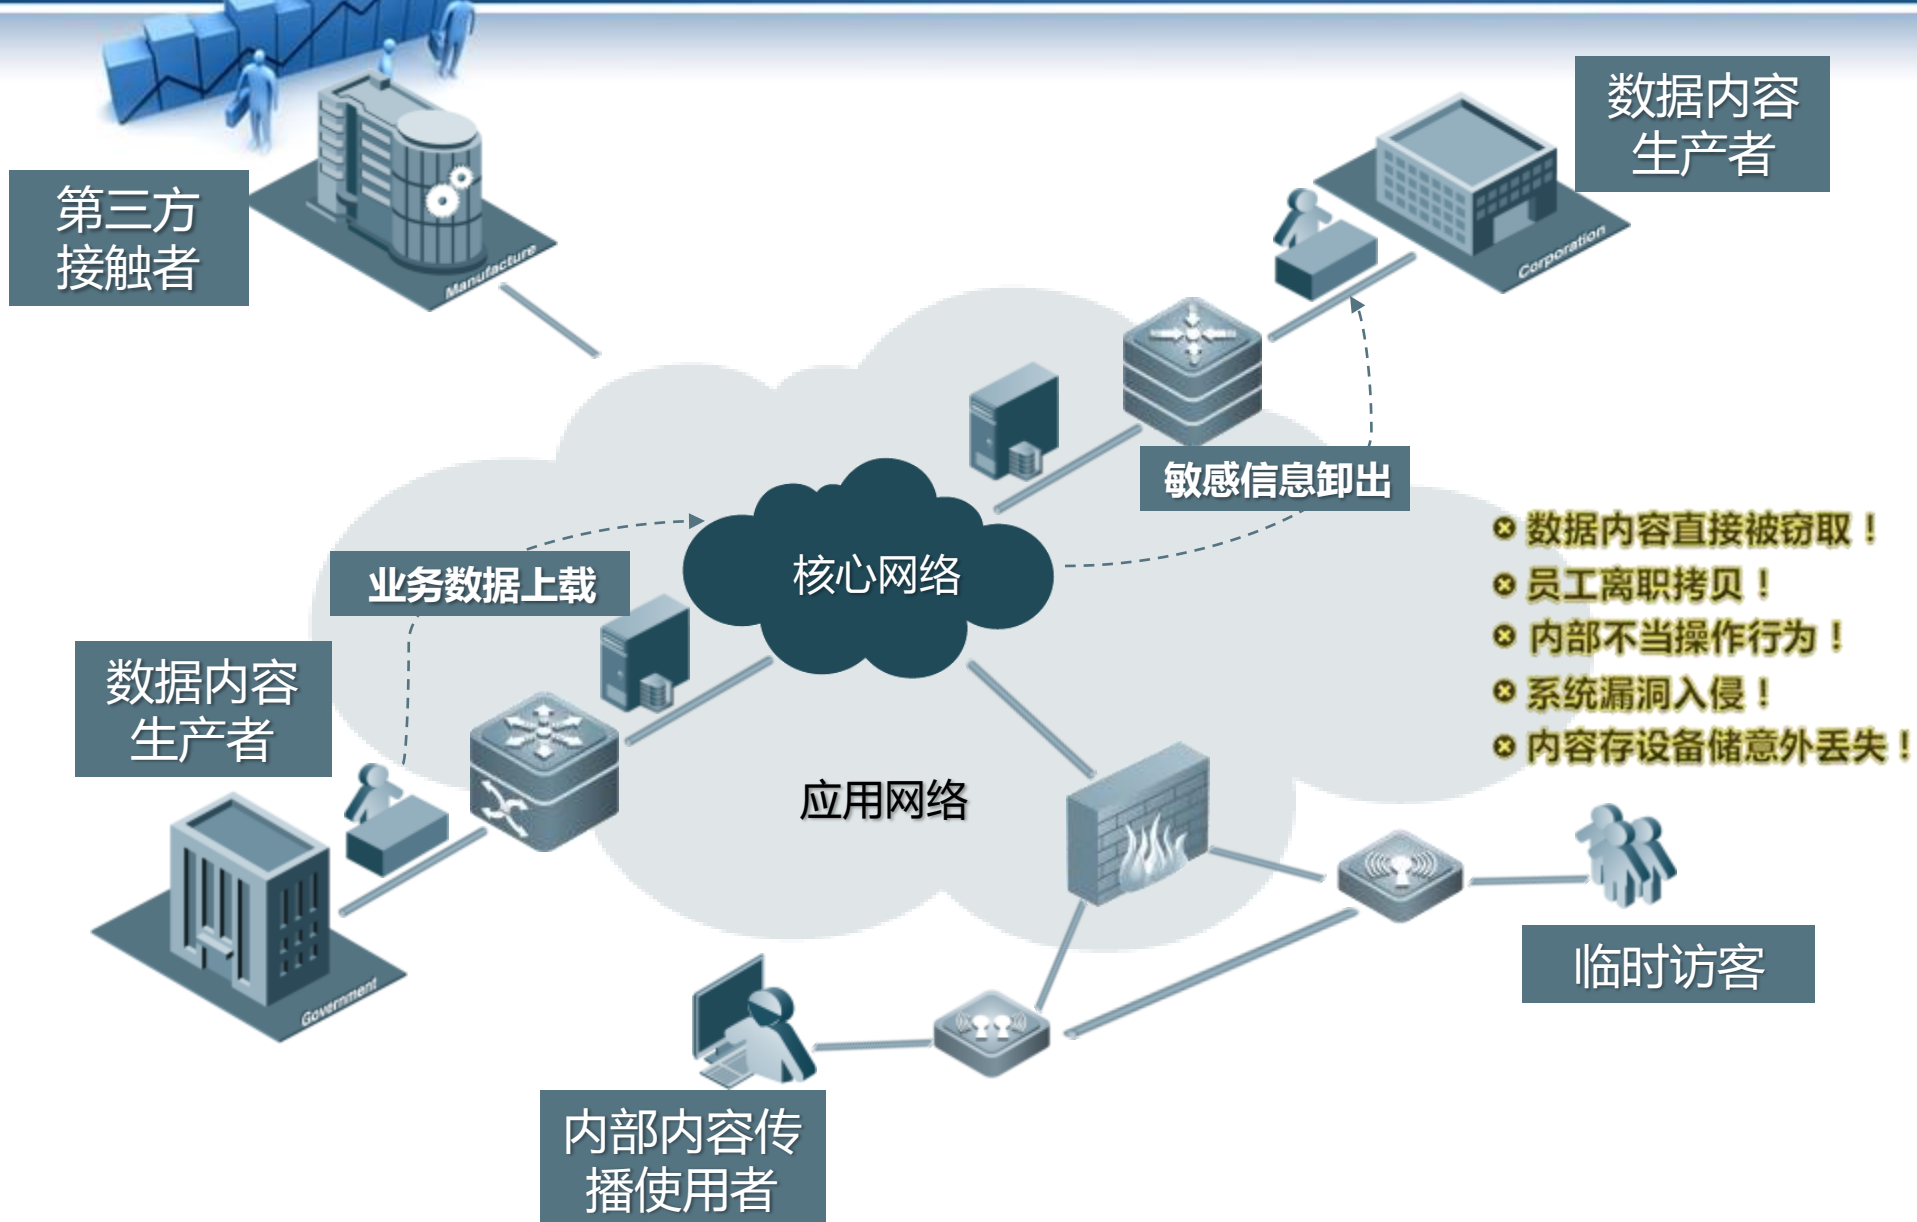 数据内容
生产者
第三方
接触者
Manufacture
Corporation
敏感信息卸出
数据内容直接被窃取！
业务数据上载
核心网络
员工离职拷贝！
内部不当操作行为！
数据内容
生产者
系统漏洞入侵！
内容存设备储意外丢失！
应用网络
Government
临时访客
内部内容传
播使用者